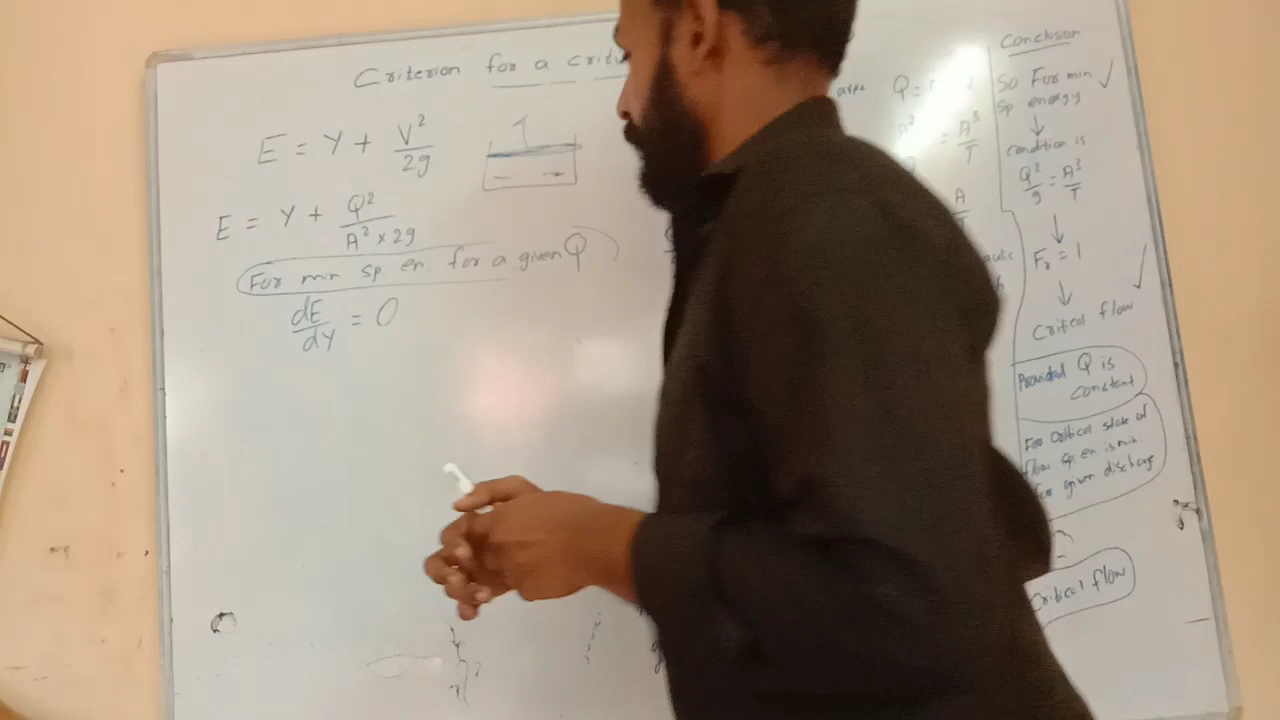 Criterion for a
E = Y + V²/2g
E = Y + Q²/A² × 2g
For min sp en. for a given Q
dE/dY = 0
area Q =
= A³/T
A
Conclusion
So For min ✓
sp energy
↓
condition is
Q²/g = A³/T
↓
Fr = 1
↓
Critical flow
Provided Q is
constant
For critical state of
flow sp en is min
for given discharge
Critical flow